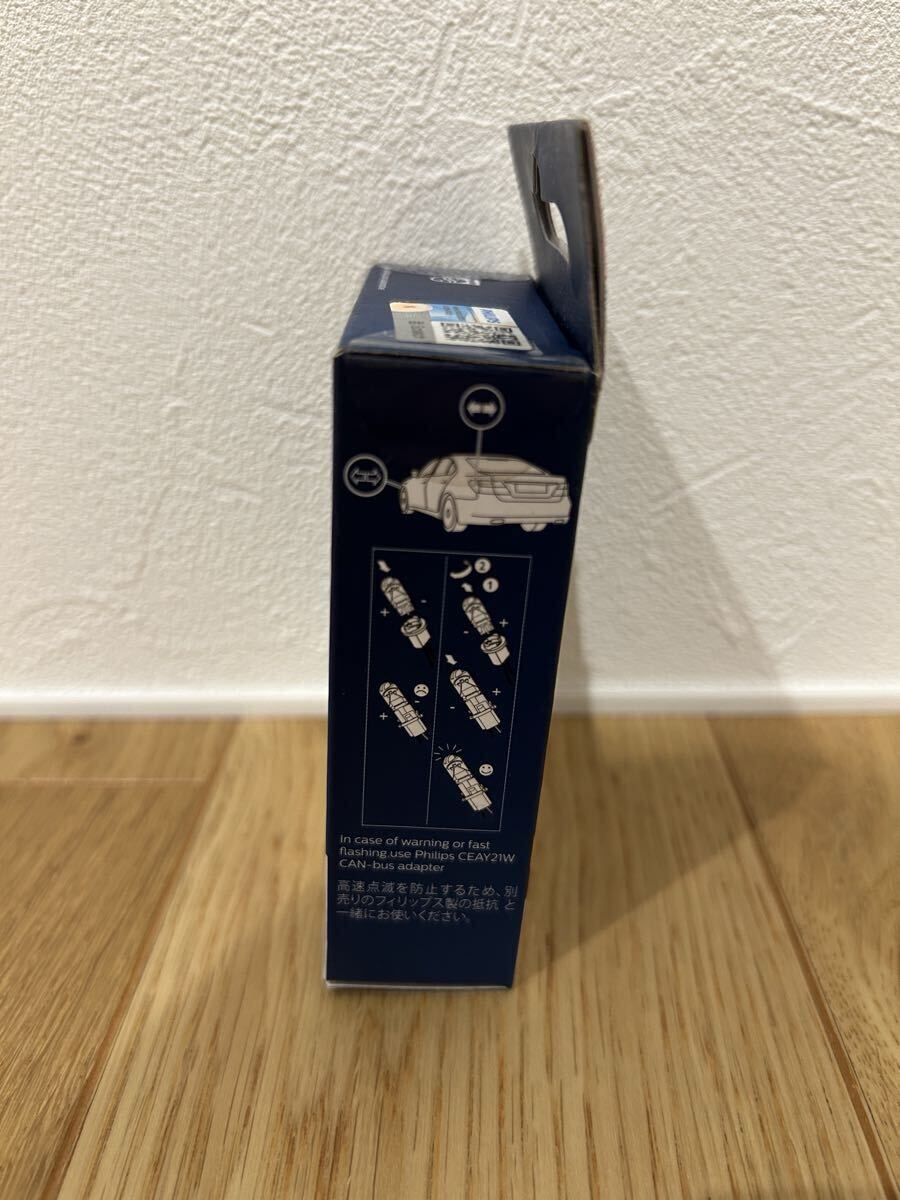 2
1
In case of warning or fast
flashing,use Philips CEAY21W
CAN-bus adapter
高速点滅を防止するため、別
売りのフィリップス製の抵抗 と
一緒にお使いください。